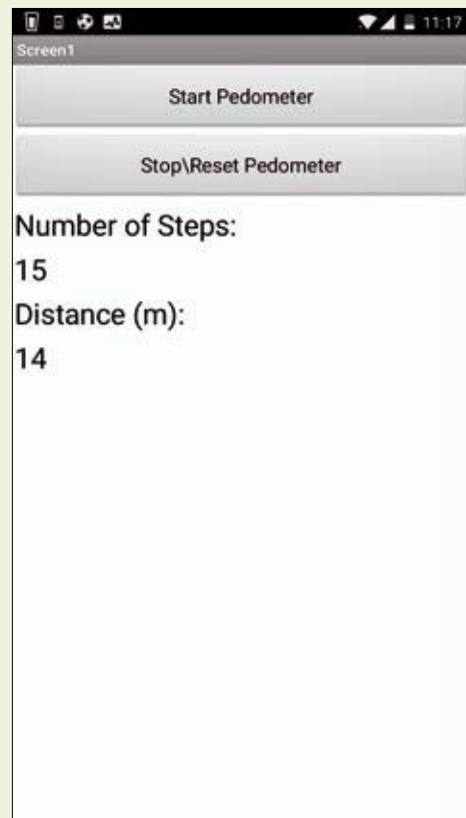 11:17
Screen1
Start Pedometer
Stop\Reset Pedometer
Number of Steps:
15
Distance (m):
14